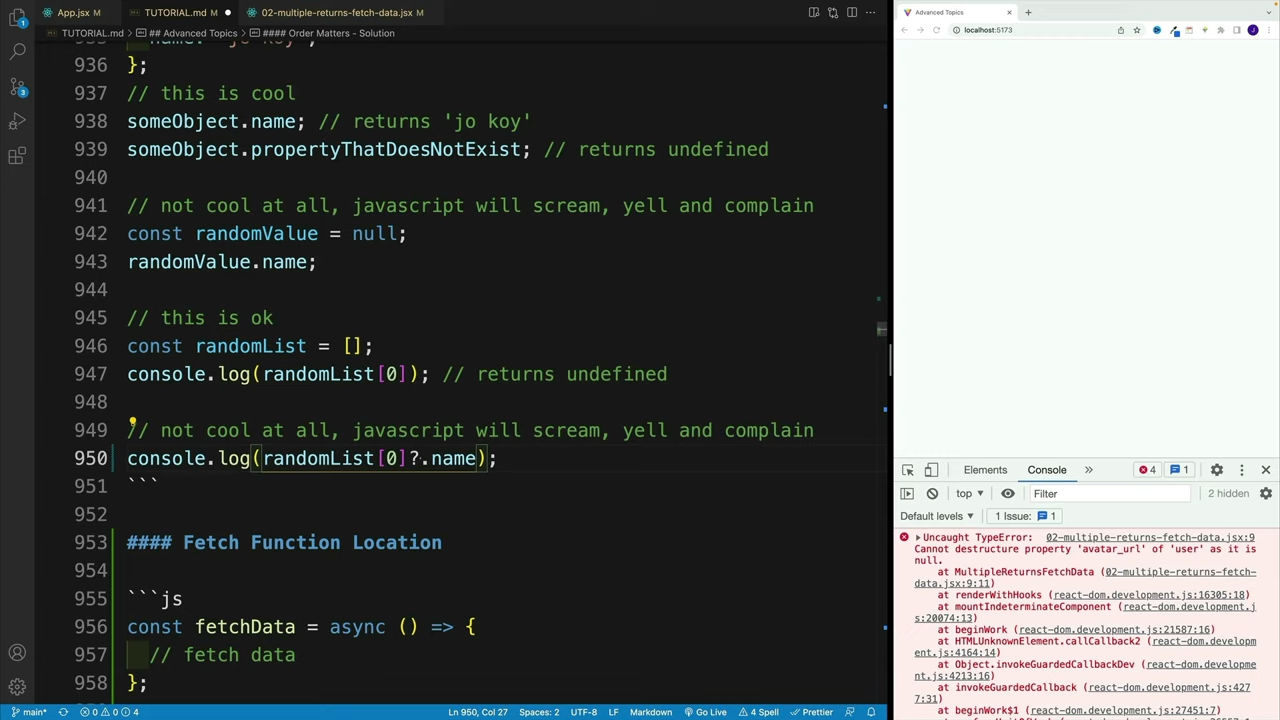 App.jsx M
TUTORIAL.md M
02-multiple-returns-fetch-data.jsx M
TUTORIAL.md > ## Advanced Topics > #### Order Matters - Solution
936 };
937 // this is cool
938 someObject.name; // returns 'jo koy'
939 someObject.propertyThatDoesNotExist; // returns undefined
940
941 // not cool at all, javascript will scream, yell and complain
942 const randomValue = null;
943 randomValue.name;
944
945 // this is ok
946 const randomList = [];
947 console.log(randomList[0]); // returns undefined
948
949 // not cool at all, javascript will scream, yell and complain
950 console.log(randomList[0]?.name);
951 ```
952
953 #### Fetch Function Location
954
955 ```js
956 const fetchData = async () => {
957 // fetch data
958 };
main* 0 0 4 Ln 950, Col 27 Spaces: 2 UTF-8 LF Markdown Go Live 4 Spell Prettier
Advanced Topics
localhost:5173
Elements Console » 4 1
top Filter 2 hidden
Default levels 1 Issue: 1
Uncaught TypeError: 02-multiple-returns-fetch-data.jsx:9
Cannot destructure property 'avatar_url' of 'user' as it is
null.
at MultipleReturnsFetchData (02-multiple-returns-fetch-
data.jsx:9:11)
at renderWithHooks (react-dom.development.js:16305:18)
at mountIndeterminateComponent (react-dom.development.j
s:20074:13)
at beginWork (react-dom.development.js:21587:16)
at HTMLUnknownElement.callCallback2 (react-dom.developm
ent.js:4164:14)
at Object.invokeGuardedCallbackDev (react-dom.developme
nt.js:4213:16)
at invokeGuardedCallback (react-dom.development.js:427
7:31)
at beginWork$1 (react-dom.development.js:27451:7)